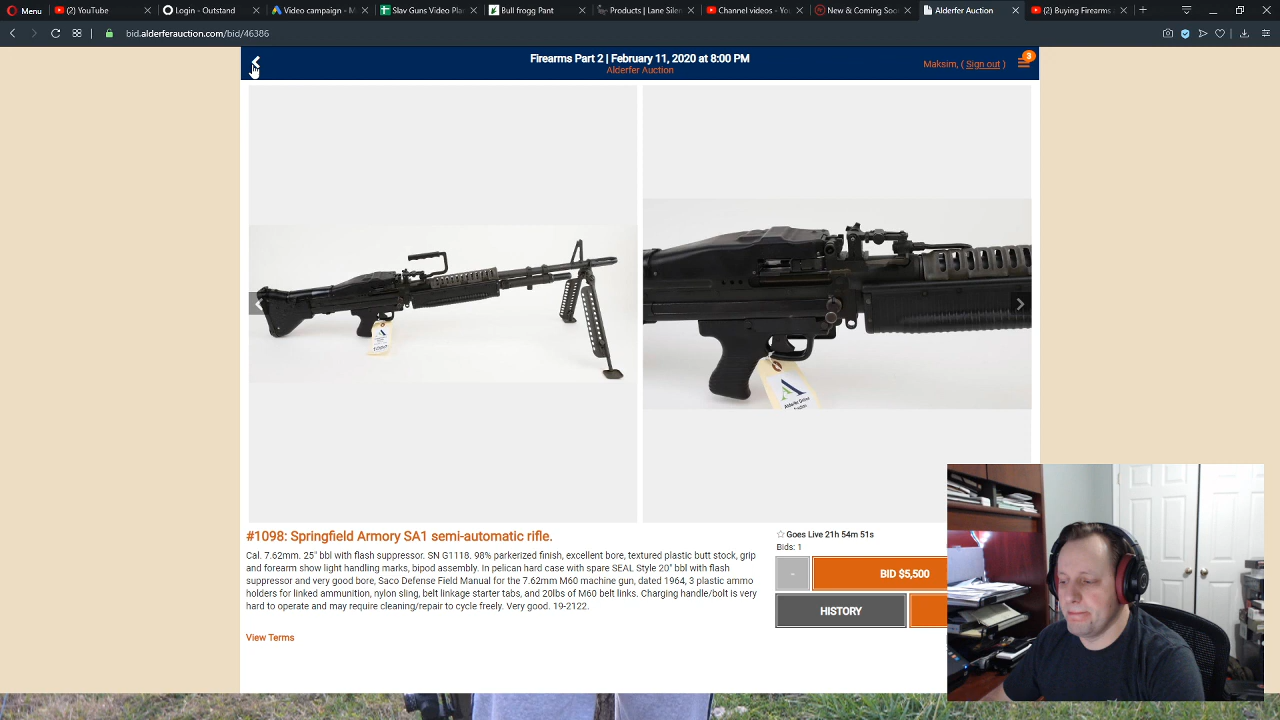 Menu
(2) YouTube
Login - Outstand
Video campaign - M
Slav Guns Video Plan
Bull frogg Pant
Products | Lane Silen
Channel videos - You
New & Coming Soo
Alderfer Auction
(2) Buying Firearms
bid.alderferauction.com/bid/46386
Firearms Part 2 | February 11, 2020 at 8:00 PM
Alderfer Auction
Maksim, ( Sign out )
3
#1098: Springfield Armory SA1 semi-automatic rifle.
Cal. 7.62mm. 25" bbl with flash suppressor. SN G1118. 98% parkerized finish, excellent bore, textured plastic butt stock, grip
and forearm show light handling marks, bipod assembly. In pelican hard case with spare SEAL Style 20" bbl with flash
suppressor and very good bore, Saco Defense Field Manual for the 7.62mm M60 machine gun, dated 1964, 3 plastic ammo
holders for linked ammunition, nylon sling, belt linkage starter tabs, and 20lbs of M60 belt links. Charging handle/bolt is very
hard to operate and may require cleaning/repair to cycle freely. Very good. 19-2122.
View Terms
Goes Live 21h 54m 51s
Bids: 1
-
BID $5,500
HISTORY